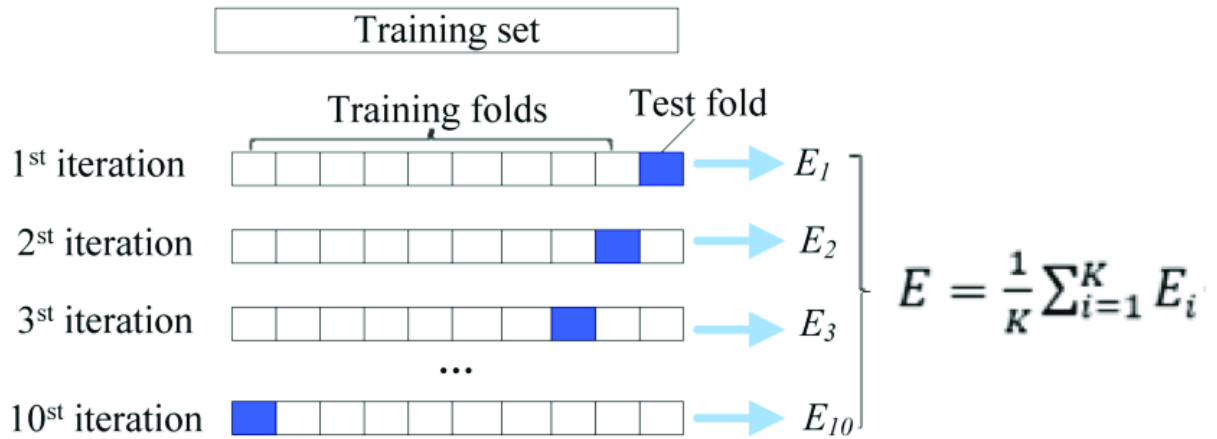 Training set
Training folds
Test fold
1st iteration
E1
2st iteration
E2
3st iteration
E3
...
10st iteration
E10
E = 1/K ∑_{i=1}^{K} E_i